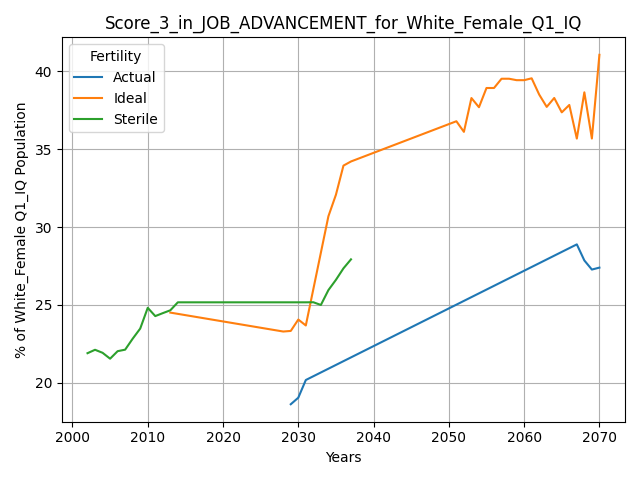 Score_3_in_JOB_ADVANCEMENT_for_White_Female_Q1_IQ
Fertility
Actual
Ideal
Sterile
% of White_Female Q1_IQ Population
40
35
30
25
20
2000 2010 2020 2030 2040 2050 2060 2070
Years